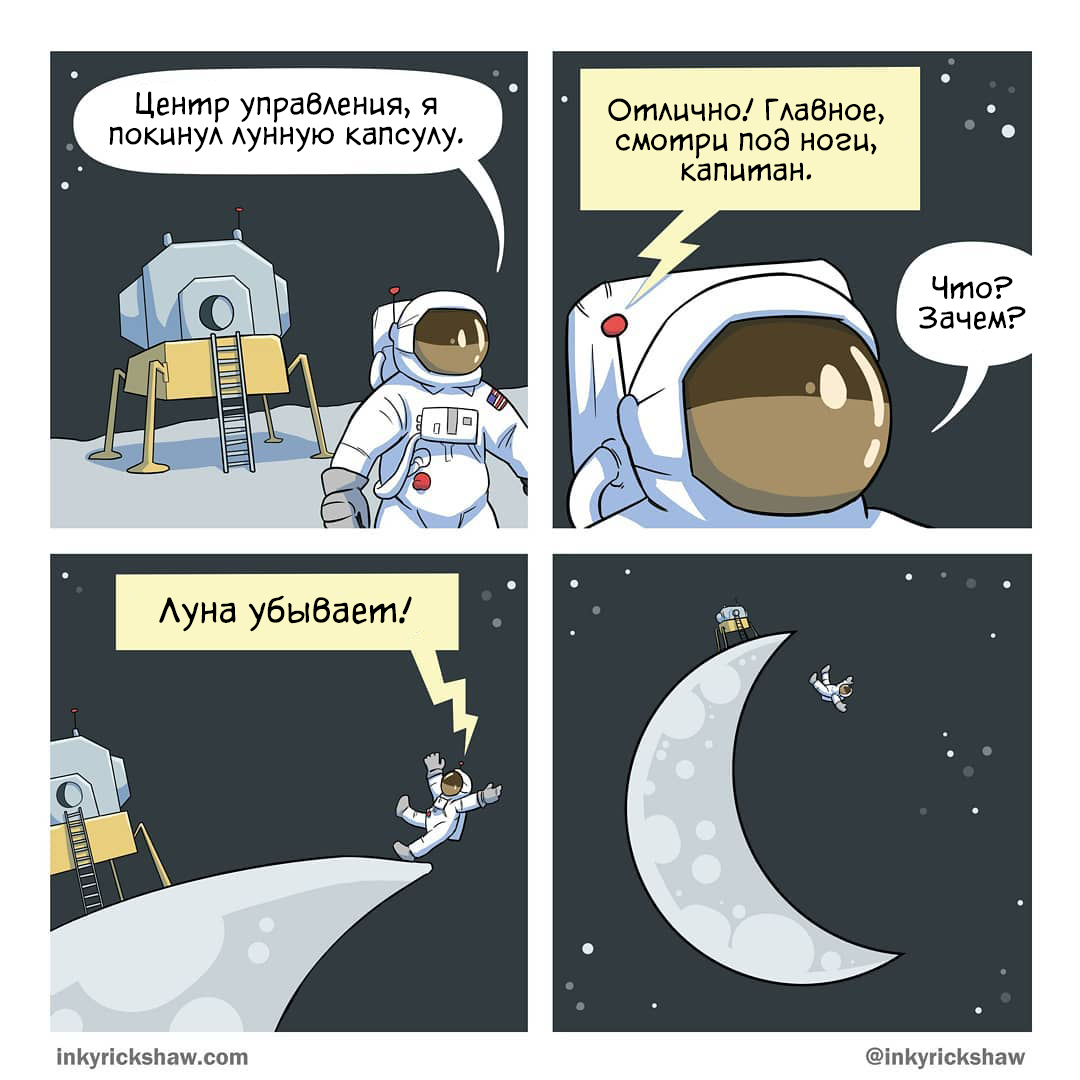 Центр управления, я
покинул лунную капсулу.
Отлично! Главное,
смотри под ноги,
капитан.
Что?
Зачем?
Луна убывает!
inkyrickshaw.com
@inkyrickshaw